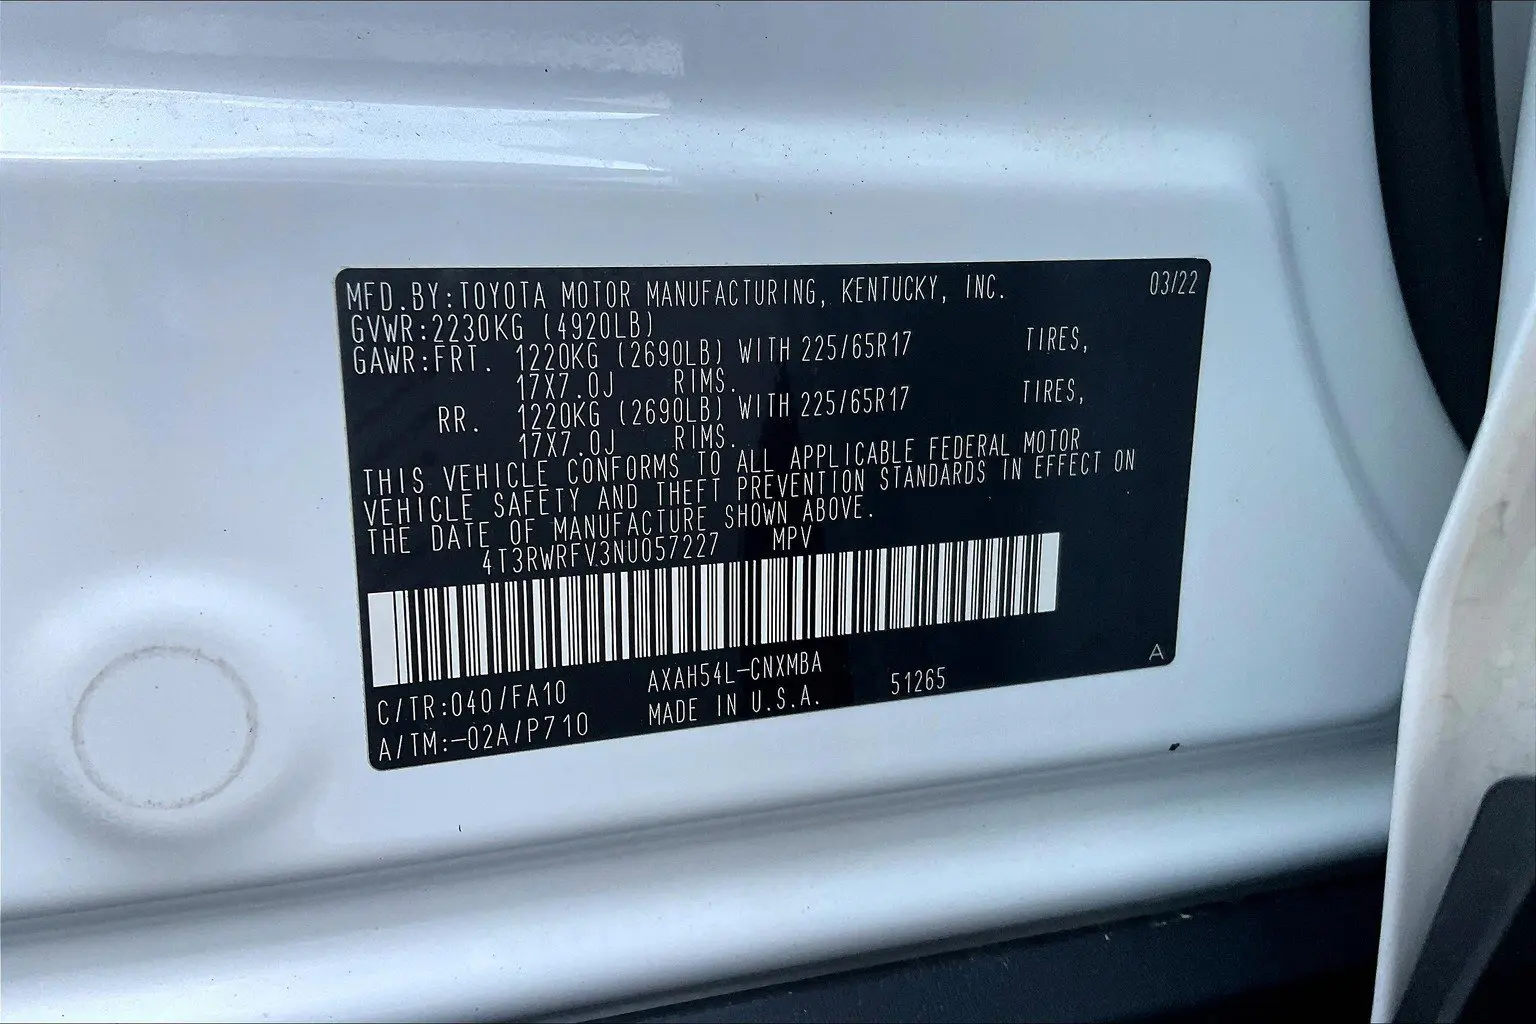 MFD.BY:TOYOTA MOTOR MANUFACTURING, KENTUCKY, INC. 03/22
GVWR:2230KG (4920LB)
GAWR:FRT. 1220KG (2690LB) WITH 225/65R17 TIRES,
17X7.0J RIMS.
RR. 1220KG (2690LB) WITH 225/65R17 TIRES,
17X7.0J RIMS.
THIS VEHICLE CONFORMS TO ALL APPLICABLE FEDERAL MOTOR
VEHICLE SAFETY AND THEFT PREVENTION STANDARDS IN EFFECT ON
THE DATE OF MANUFACTURE SHOWN ABOVE.
4T3RWRFV3NU057227 MPV
C/TR:040/FA10 AXAH54L-CNXMBA
A/TM:-02A/P710 MADE IN U.S.A. 51265 A